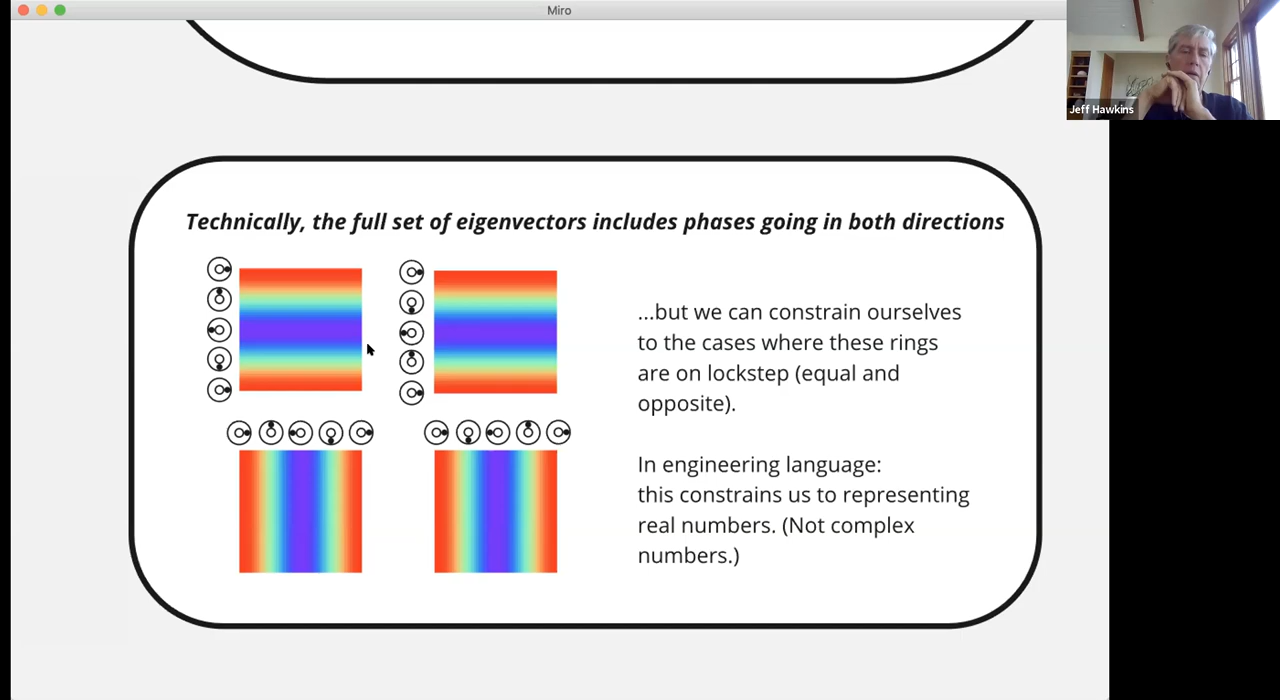 Miro
Jeff Hawkins
Technically, the full set of eigenvectors includes phases going in both directions
...but we can constrain ourselves
to the cases where these rings
are on lockstep (equal and
opposite).
In engineering language:
this constrains us to representing
real numbers. (Not complex
numbers.)